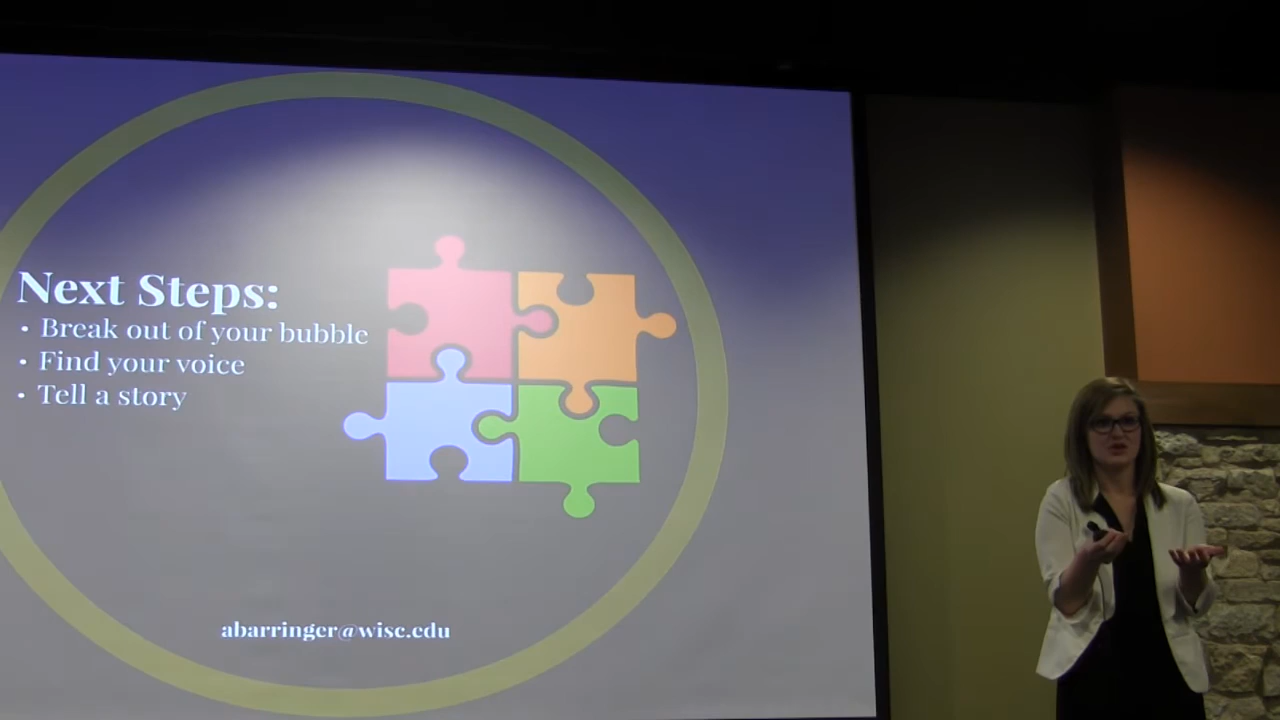 Next Steps:
• Break out of your bubble
• Find your voice
• Tell a story
abarringer@wisc.edu